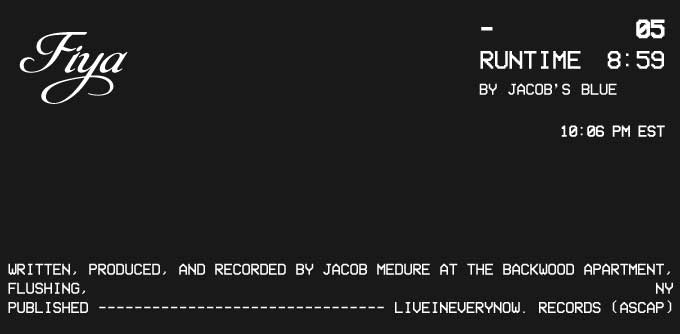 Fiya
- 05
RUNTIME 8:59
BY JACOB'S BLUE
10:06 PM EST
WRITTEN, PRODUCED, AND RECORDED BY JACOB MEDURE AT THE BACKWOOD APARTMENT,
FLUSHING, NY
PUBLISHED ------------------------------- LIVEINEVERYNOW. RECORDS (ASCAP)